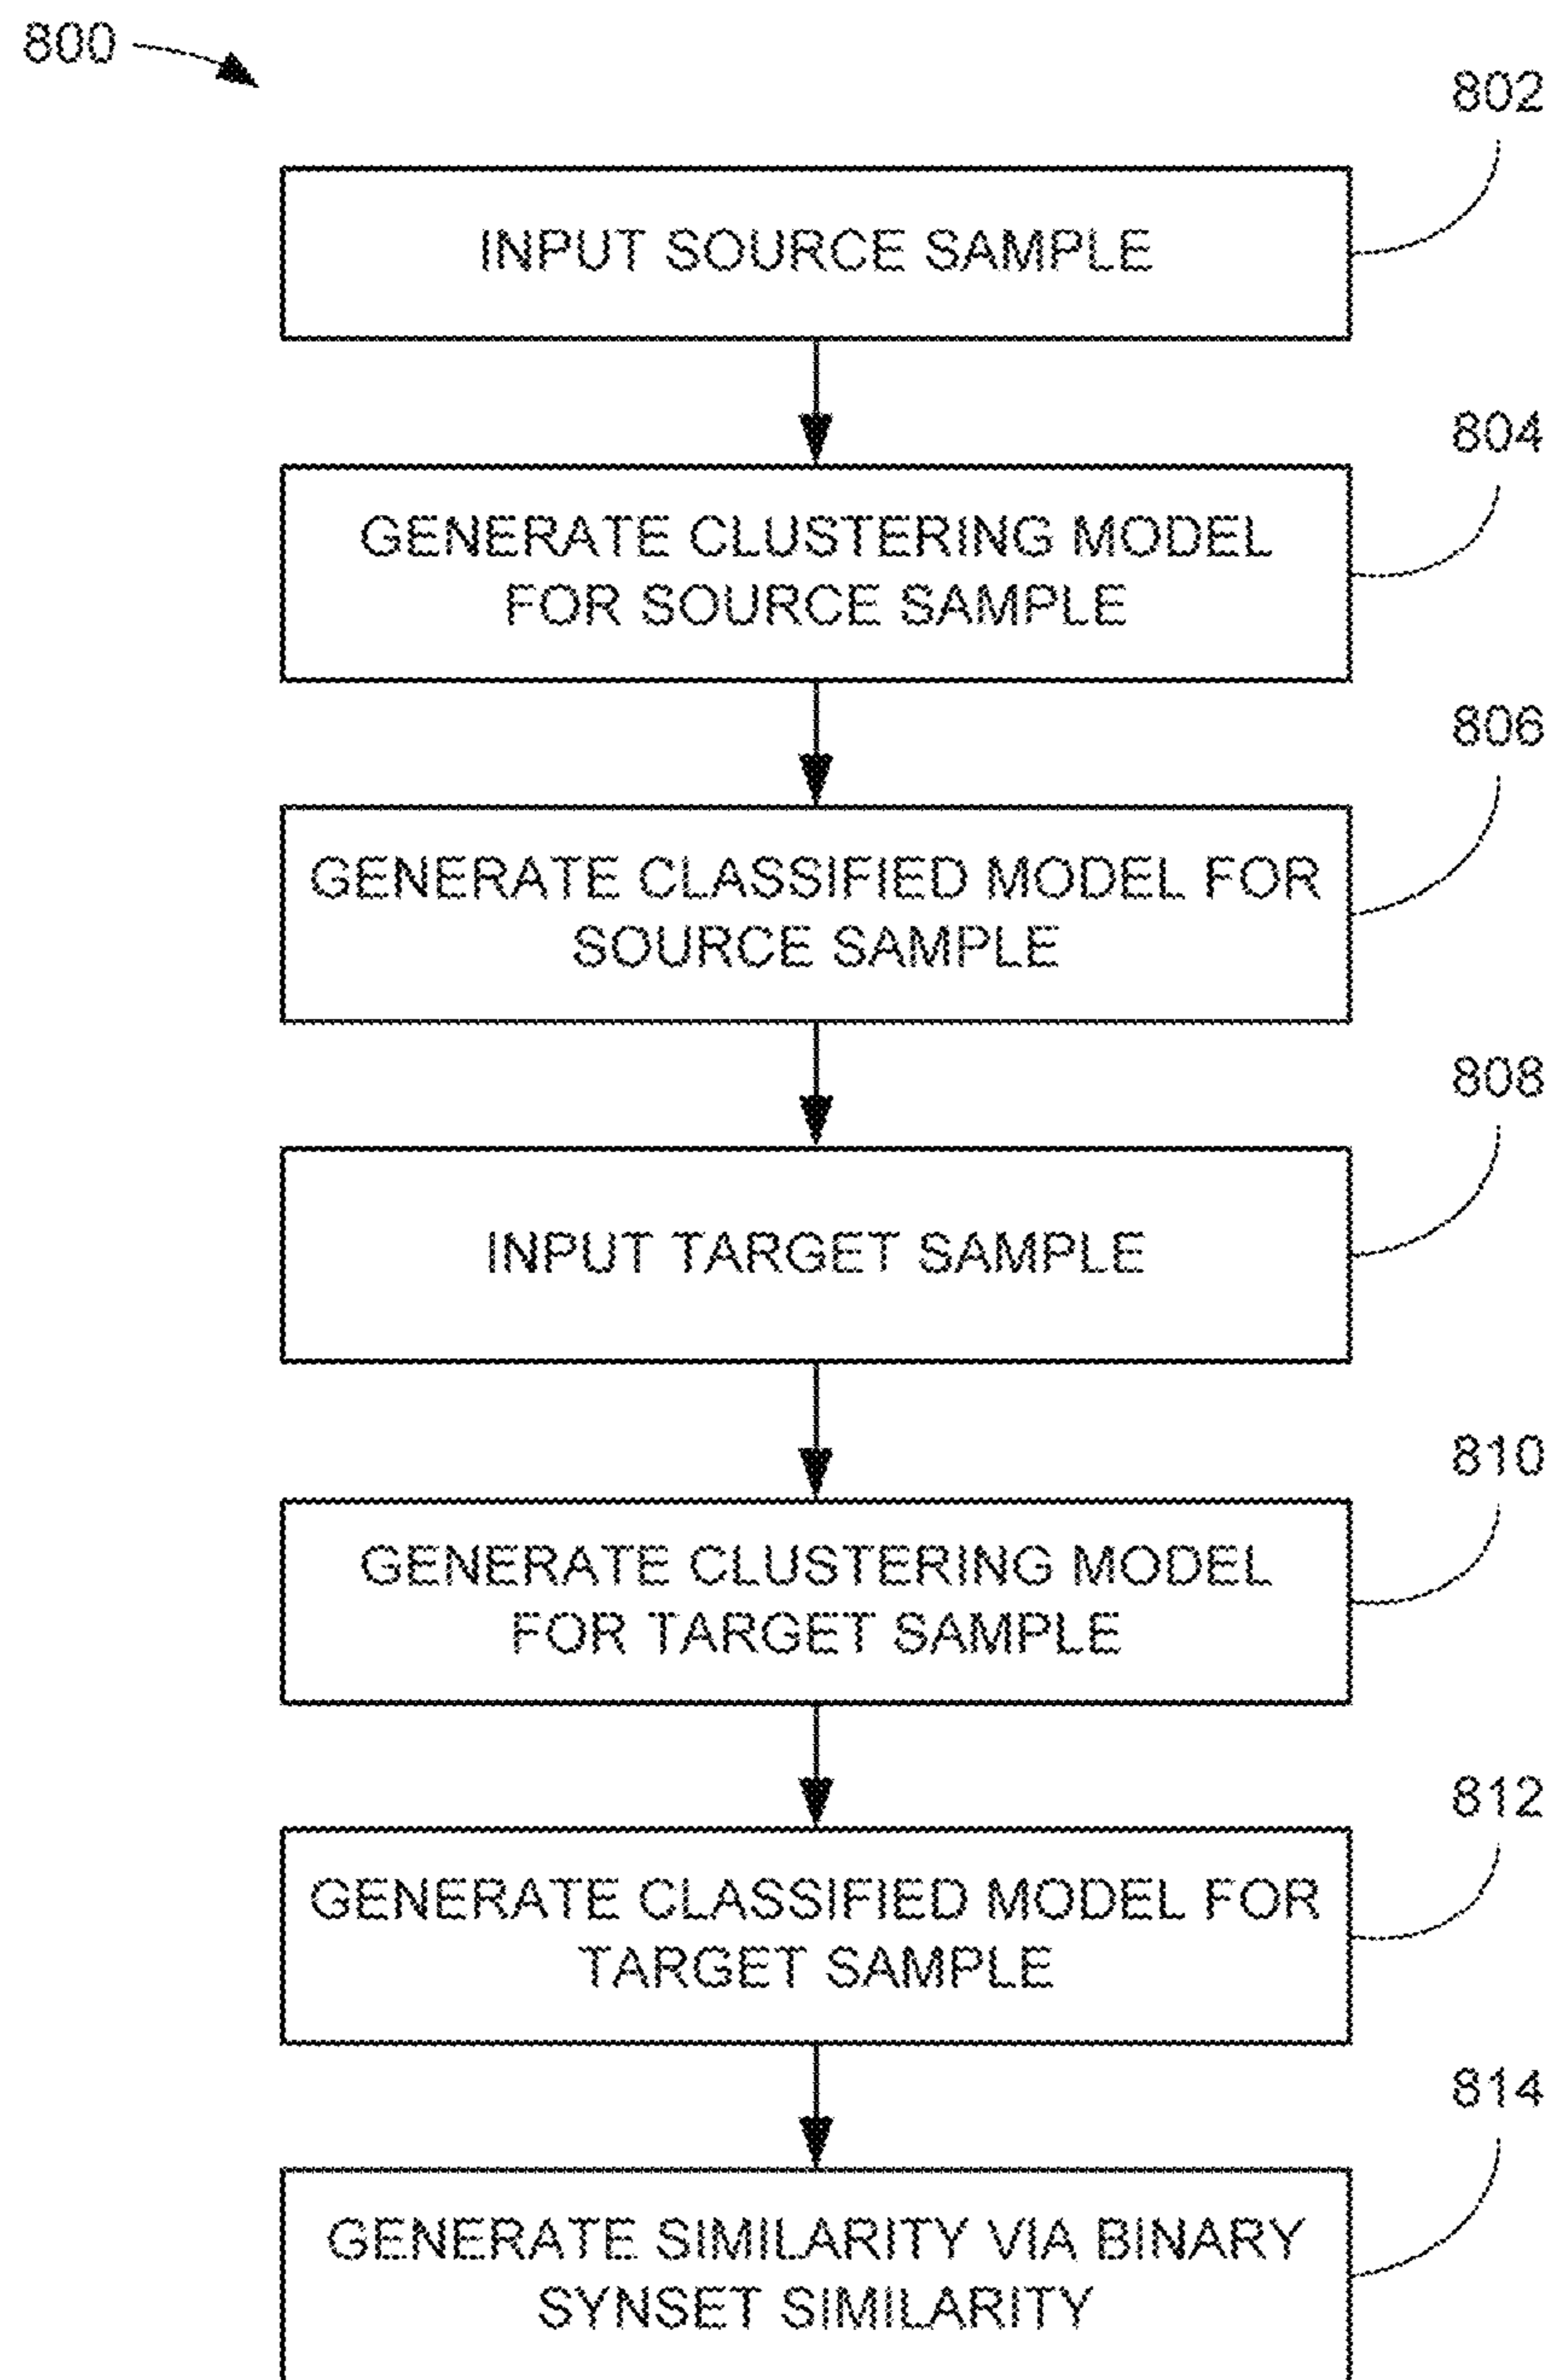 800
802
INPUT SOURCE SAMPLE
804
GENERATE CLUSTERING MODEL
FOR SOURCE SAMPLE
806
GENERATE CLASSIFIED MODEL FOR
SOURCE SAMPLE
808
INPUT TARGET SAMPLE
810
GENERATE CLUSTERING MODEL
FOR TARGET SAMPLE
812
GENERATE CLASSIFIED MODEL FOR
TARGET SAMPLE
814
GENERATE SIMILARITY VIA BINARY
SYNSET SIMILARITY